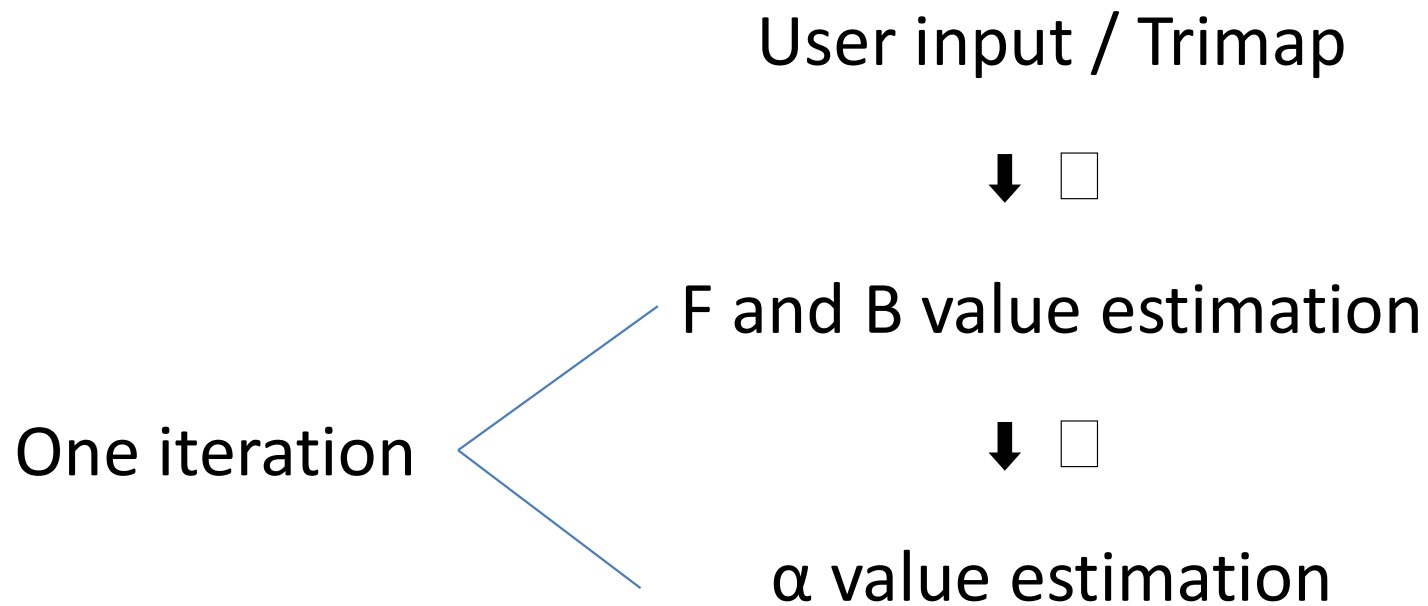 User input / Trimap
⬇ □
F and B value estimation
One iteration
⬇ □
α value estimation